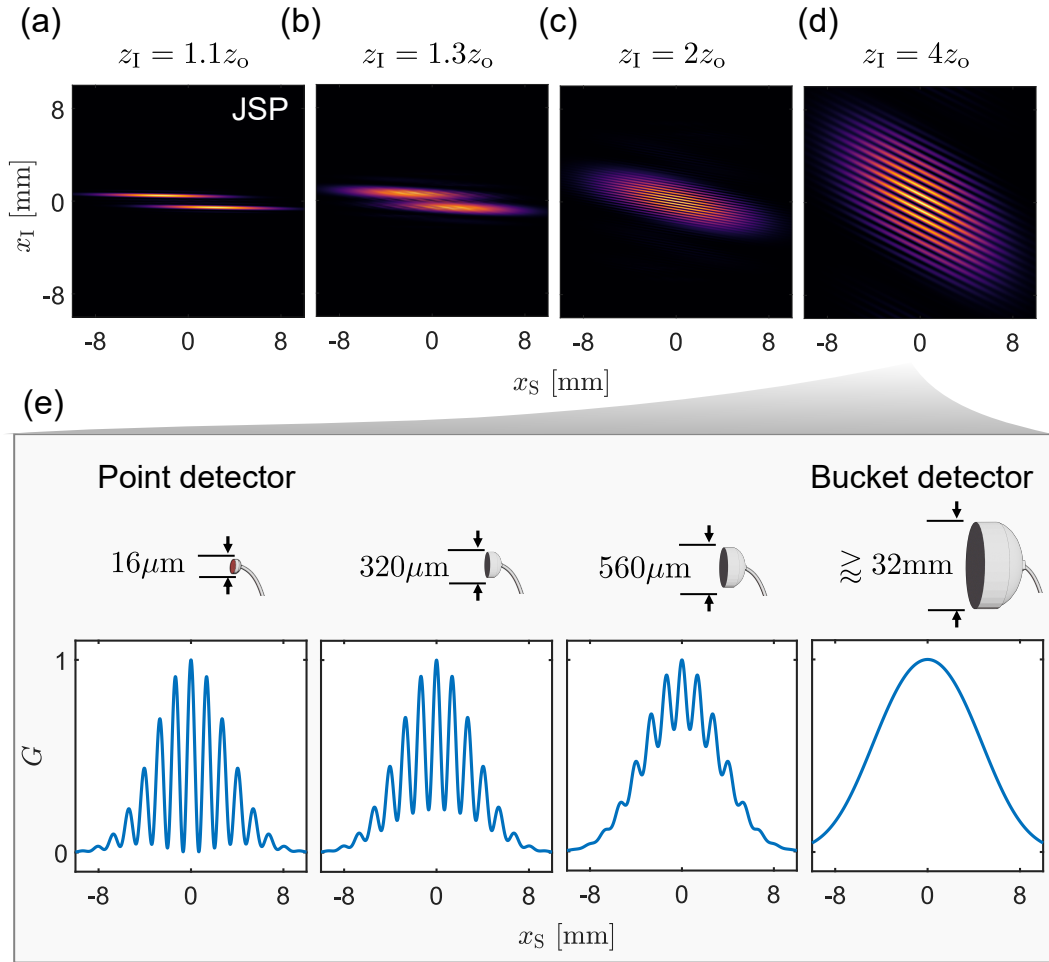 (a) (b) (c) (d)
z_I = 1.1z_o z_I = 1.3z_o z_I = 2z_o z_I = 4z_o
JSP
8
0
-8
x_I [mm]
-8 0 8 -8 0 8 -8 0 8 -8 0 8
x_S [mm]
(e)
Point detector Bucket detector
16μm 320μm 560μm ⪆ 32mm
1
0
G
-8 0 8 -8 0 8 -8 0 8 -8 0 8
x_S [mm]